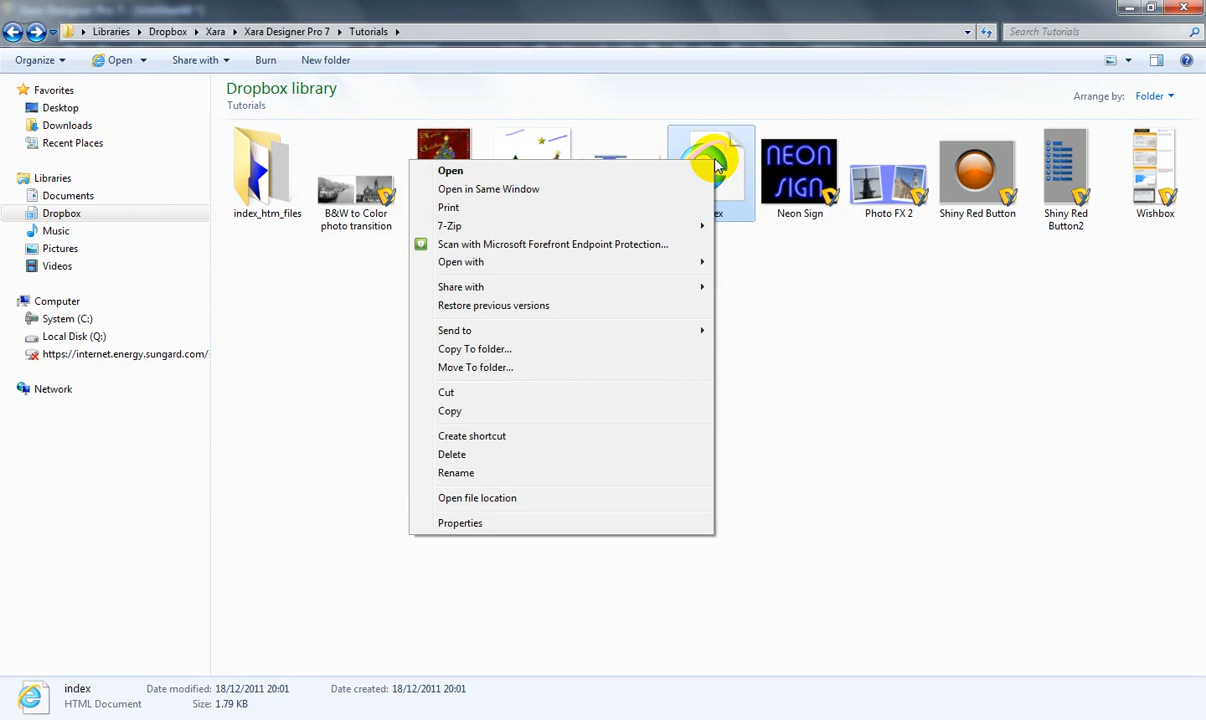 Libraries Dropbox Xara Xara Designer Pro 7 Tutorials
Search Tutorials
Organize Open Share with Burn New folder
Dropbox library
Tutorials
Arrange by: Folder
Favorites
Desktop
Downloads
Recent Places
Libraries
Documents
Dropbox
Music
Pictures
Videos
Computer
System (C:)
Local Disk (Q:)
https://internet.energy.sungard.com/
Network
index_htm_files
B&W to Color
photo transition
NEON
SIGN
Neon Sign
Photo FX 2
Shiny Red Button
Shiny Red
Button2
Wishbox
Open
Open in Same Window
Print
7-Zip
Scan with Microsoft Forefront Endpoint Protection...
Open with
Share with
Restore previous versions
Send to
Copy To folder...
Move To folder...
Cut
Copy
Create shortcut
Delete
Rename
Open file location
Properties
index Date modified: 18/12/2011 20:01 Date created: 18/12/2011 20:01
HTML Document Size: 1.79 KB